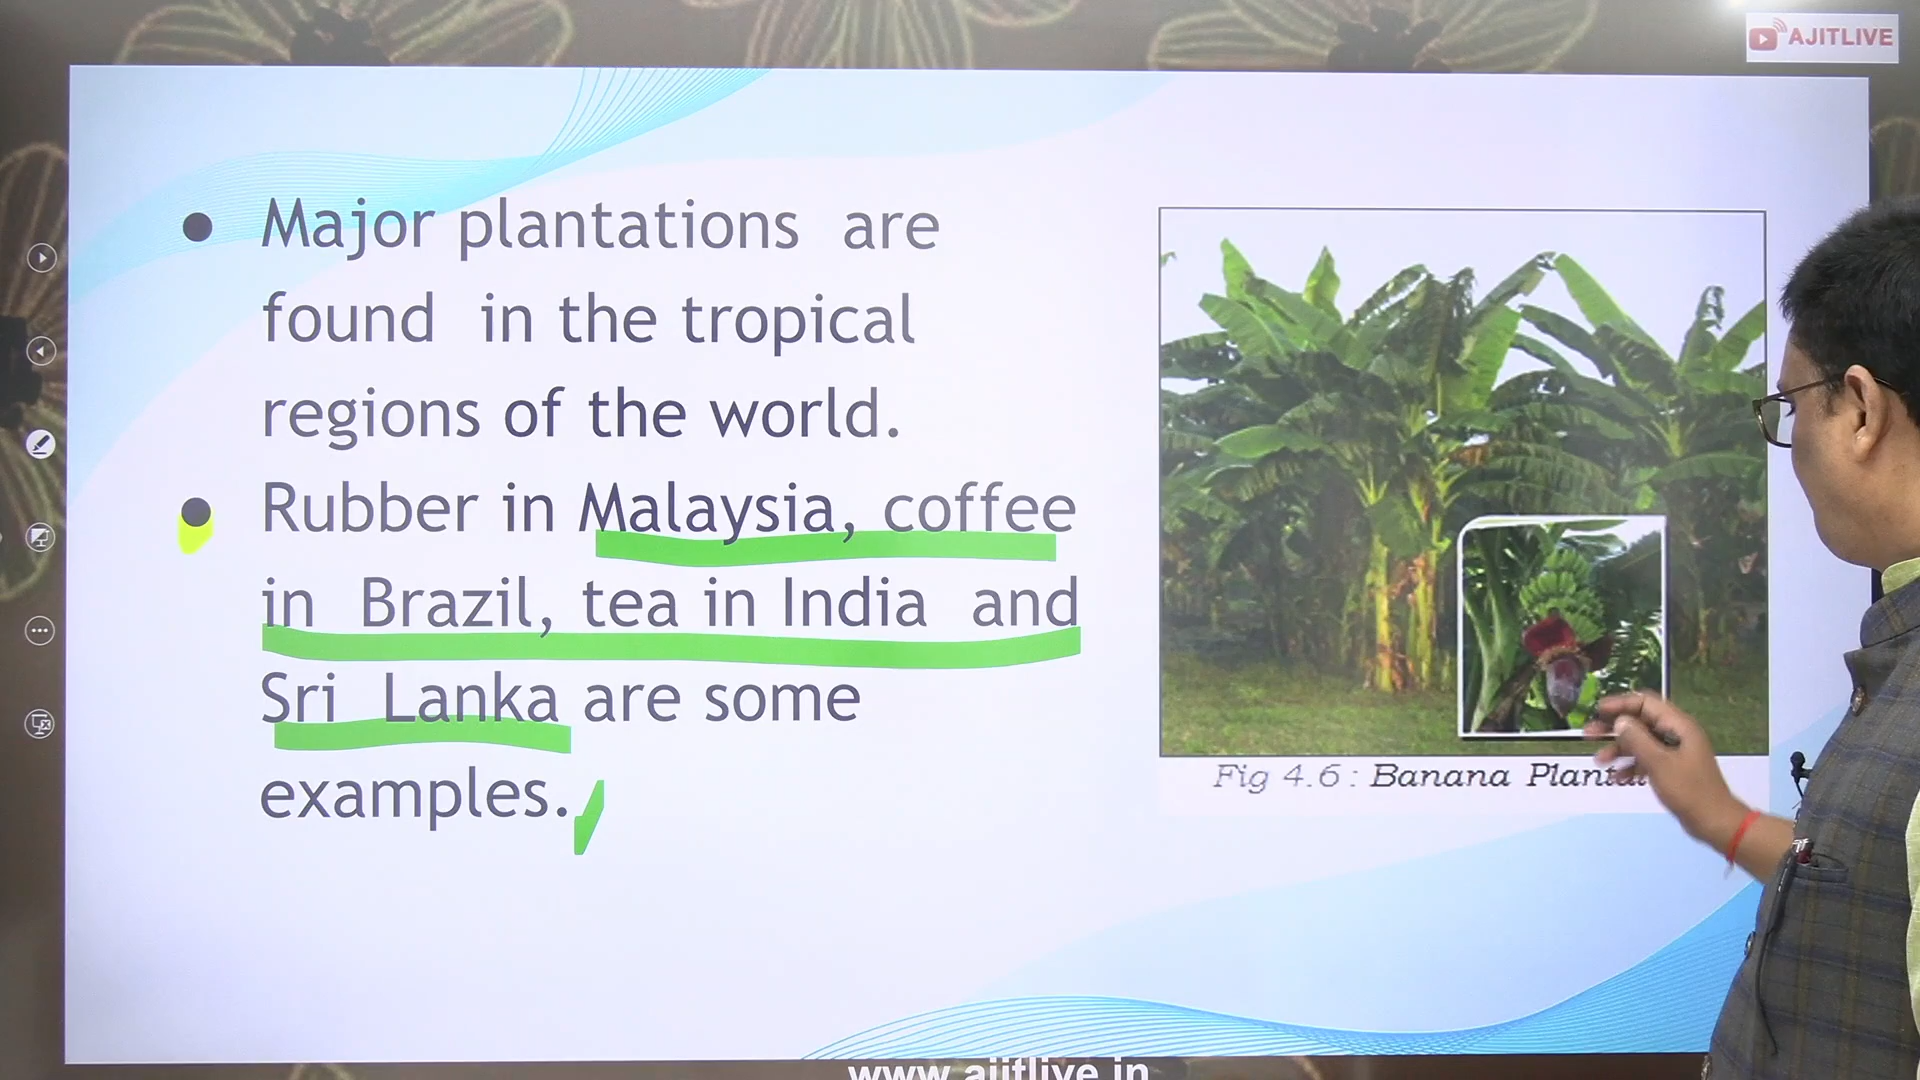 AJITLIVE
Major plantations are
found in the tropical
regions of the world.
Rubber in Malaysia, coffee
in Brazil, tea in India and
Sri Lanka are some
examples.
Fig 4.6 : Banana
www.ajitlive.in